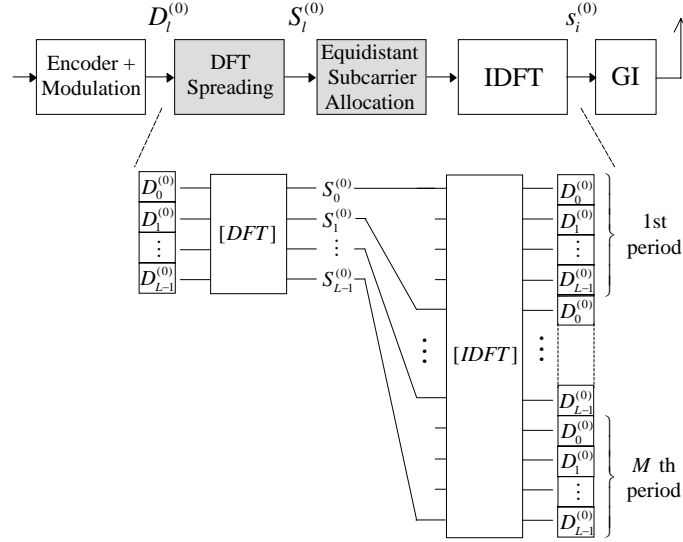 D_l^{(0)} S_l^{(0)} s_i^{(0)}
Encoder +
Modulation
DFT
Spreading
Equidistant
Subcarrier
Allocation
IDFT
GI
D_0^{(0)}
D_1^{(0)}
⋮
D_{L-1}^{(0)}
[DFT]
S_0^{(0)}
S_1^{(0)}
⋮
S_{L-1}^{(0)}
⋮
[IDFT]
⋮
D_0^{(0)}
D_1^{(0)}
⋮
D_{L-1}^{(0)}
D_0^{(0)}
D_{L-1}^{(0)}
D_0^{(0)}
D_1^{(0)}
⋮
D_{L-1}^{(0)}
1st
period
M th
period